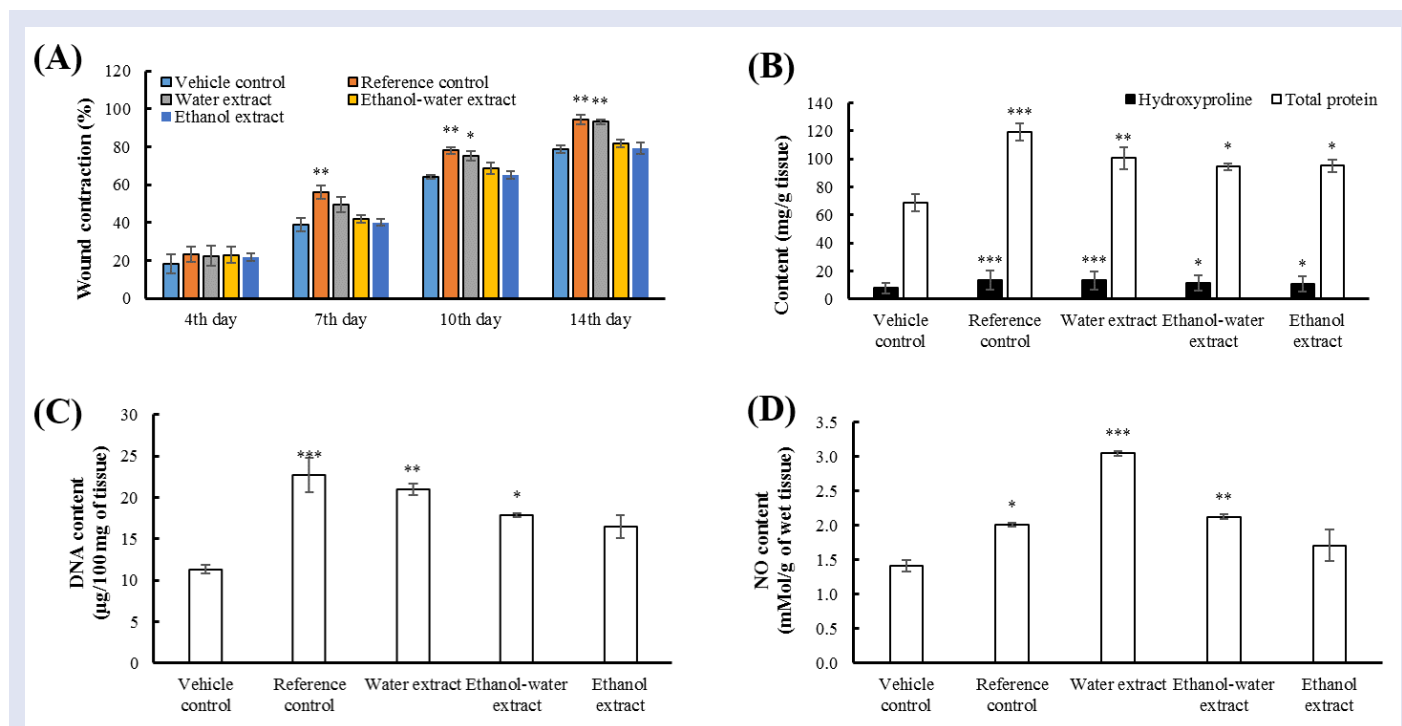 (A)
120
100
80
60
40
20
0
Wound contraction (%)
Vehicle control
Reference control
Water extract
Ethanol-water extract
Ethanol extract
**
** *
** **
4th day 7th day 10th day 14th day
(B)
140
120
100
80
60
40
20
0
Content (mg/g tissue)
Hydroxyproline Total protein
***
**
*
*
***
***
*
*
Vehicle control
Reference control
Water extract
Ethanol-water extract
Ethanol extract
(C)
30
25
20
15
10
5
0
DNA content
(µg/100 mg of tissue)
***
**
*
Vehicle control
Reference control
Water extract
Ethanol-water extract
Ethanol extract
(D)
3.5
3.0
2.5
2.0
1.5
1.0
0.5
0.0
NO content
(mMol/g of wet tissue)
*
***
**
Vehicle control
Reference control
Water extract
Ethanol-water extract
Ethanol extract